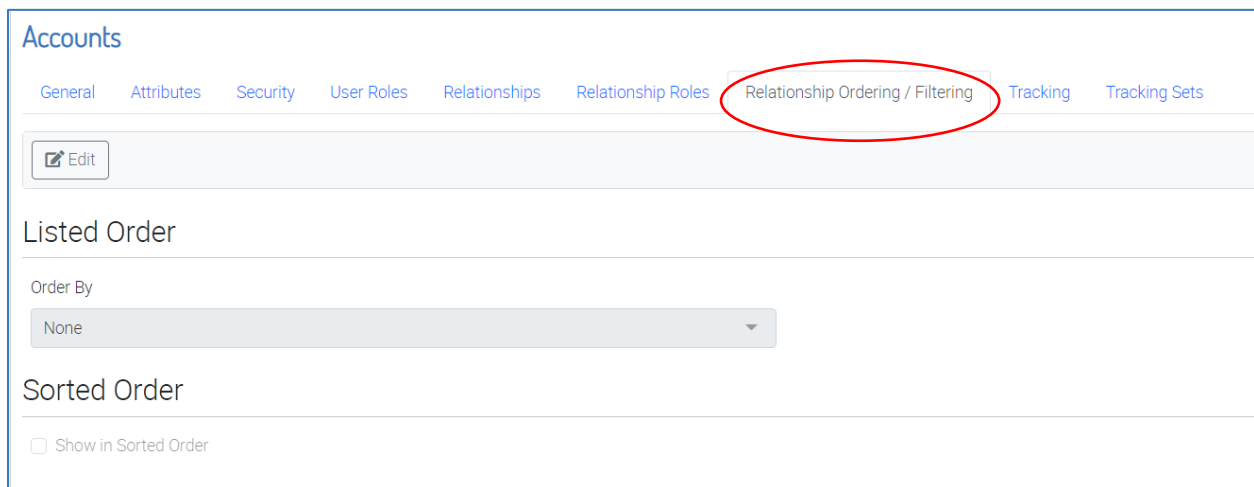 Accounts
General Attributes Security User Roles Relationships Relationship Roles Relationship Ordering / Filtering Tracking Tracking Sets
Edit
Listed Order
Order By
None
Sorted Order
Show in Sorted Order